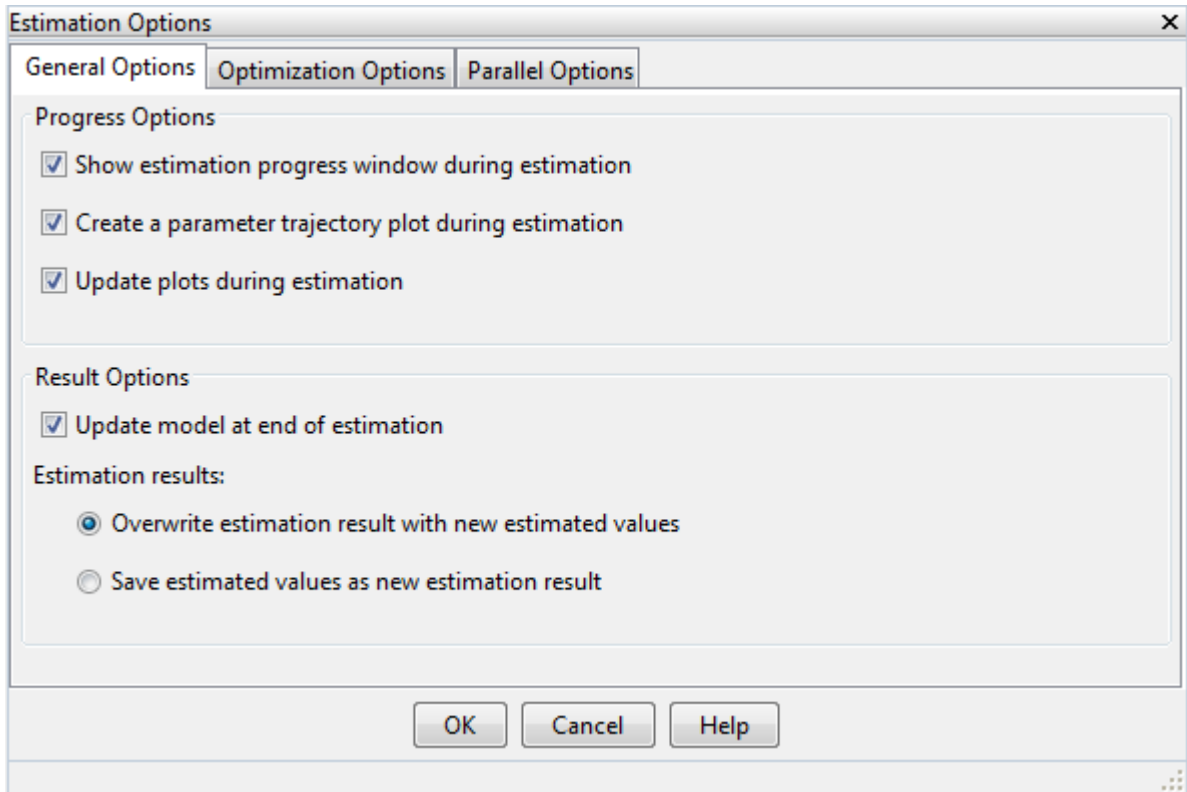 Estimation Options
General Options Optimization Options Parallel Options
Progress Options
Show estimation progress window during estimation
Create a parameter trajectory plot during estimation
Update plots during estimation
Result Options
Update model at end of estimation
Estimation results:
Overwrite estimation result with new estimated values
Save estimated values as new estimation result
OK Cancel Help